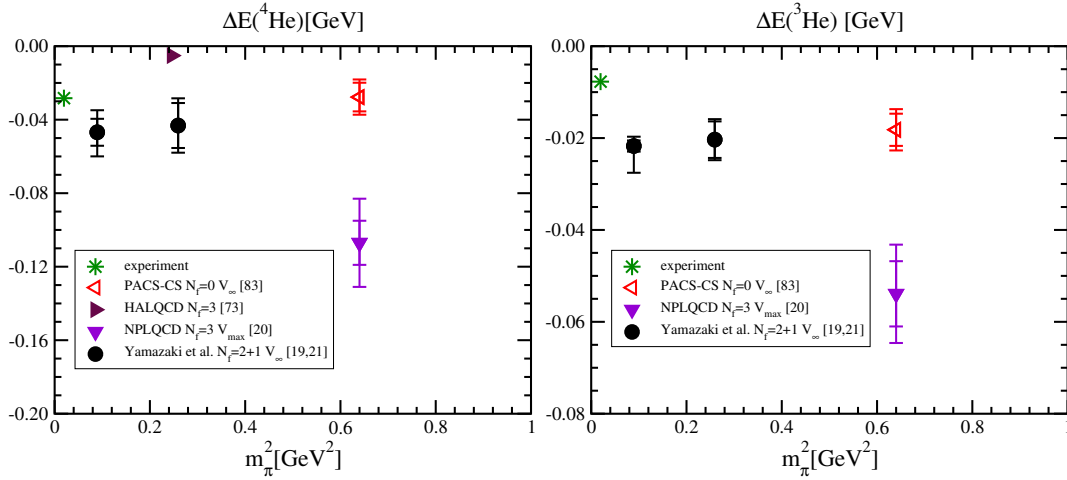 ΔE(⁴He)[GeV]
0.00
-0.04
-0.08
-0.12
-0.16
-0.20
experiment
PACS-CS N_f=0 V_∞ [83]
HALQCD N_f=3 [73]
NPLQCD N_f=3 V_max [20]
Yamazaki et al. N_f=2+1 V_∞ [19,21]
0 0.2 0.4 0.6 0.8 1
m_π²[GeV²]
ΔE(³He) [GeV]
0.00
-0.02
-0.04
-0.06
-0.08
experiment
PACS-CS N_f=0 V_∞ [83]
NPLQCD N_f=3 V_max [20]
Yamazaki et al. N_f=2+1 V_∞ [19,21]
0 0.2 0.4 0.6 0.8 1
m_π²[GeV²]